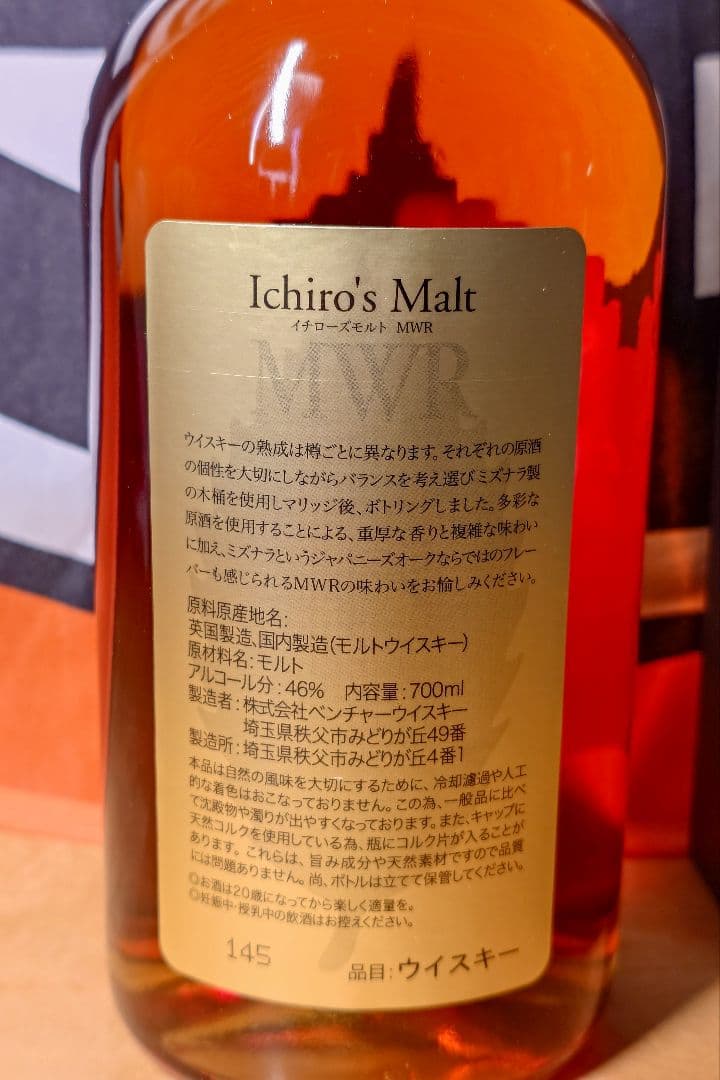 Ichiro's Malt
イチローズモルト MWR
MWR
ウイスキーの熟成は樽ごとに異なります。それぞれの原酒
の個性を大切にしながらバランスを考え選びミズナラ製
の木桶を使用しマリッジ後、ボトリングしました。多彩な
原酒を使用することによる、重厚な香りと複雑な味わい
に加え、ミズナラというジャパニーズオークならではのフレー
バーも感じられるMWRの味わいをお愉しみください。
原料原産地名:
英国製造、国内製造(モルトウイスキー)
原材料名:モルト
アルコール分:46% 内容量:700ml
製造者:株式会社ベンチャーウイスキー
埼玉県秩父市みどりが丘49番
製造所:埼玉県秩父市みどりが丘4番1
本品は自然の風味を大切にするために、冷却濾過や人工
的な着色はおこなっておりません。この為、一般品に比べ
て沈殿物や濁りが出やすくなっております。また、キャップに
天然コルクを使用している為、瓶にコルク片が入ることが
あります。これらは、旨み成分や天然素材ですので品質
には問題ありません。尚、ボトルは立てて保管してください。
◎お酒は20歳になってから楽しく適量を。
◎妊娠中・授乳中の飲酒はお控えください。
145
品目:ウイスキー